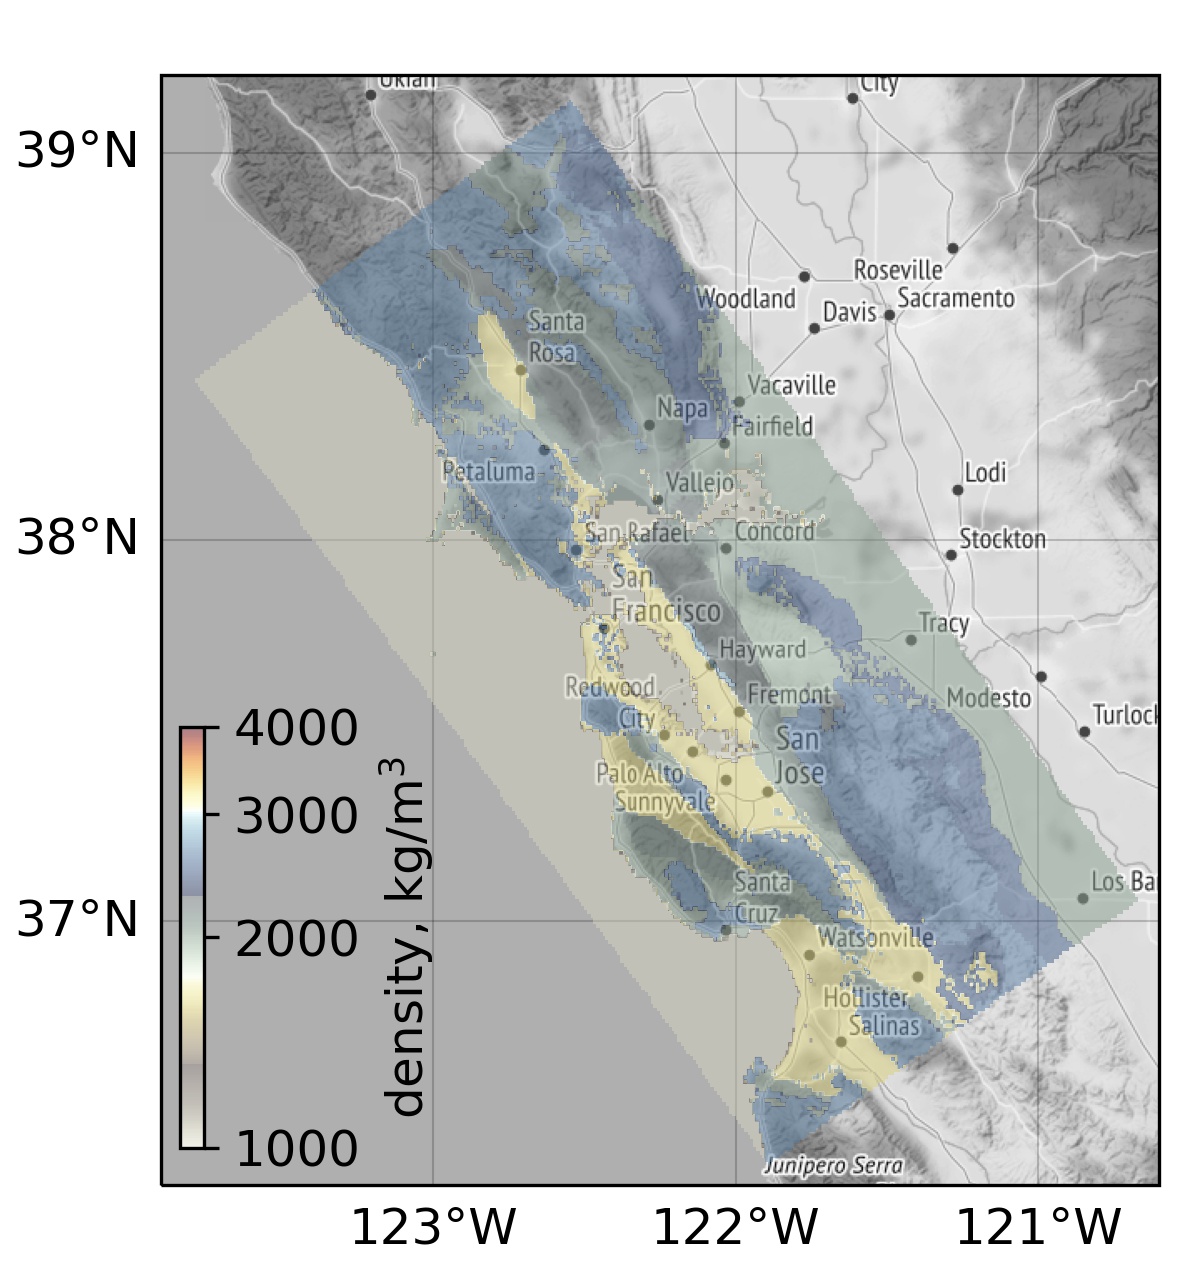 Ukiah
City
39°N
Santa
Rosa
Roseville
Woodland
Davis
Sacramento
Vacaville
Napa
Fairfield
Petaluma
Vallejo
Lodi
38°N
San Rafael
Concord
Stockton
San
Francisco
Tracy
Hayward
Redwood
City
Fremont
Modesto
Turlock
San
Jose
Palo Alto
Sunnyvale
4000
3000
2000
1000
density, kg/m³
Santa
Cruz
Los Ba
37°N
Watsonville
Hollister
Salinas
Junipero Serra
123°W
122°W
121°W